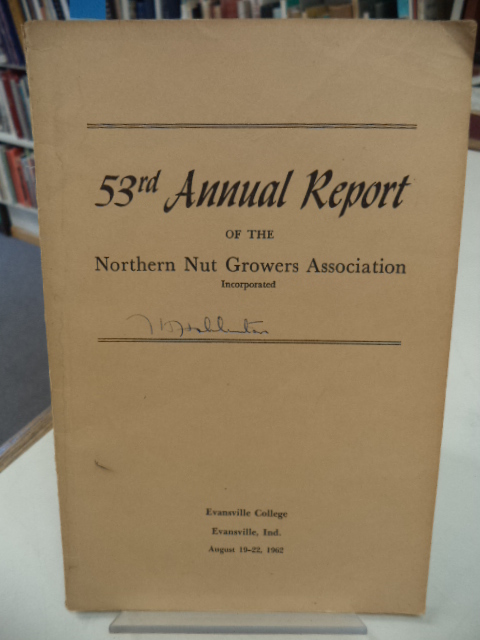 53rd Annual Report
OF THE
Northern Nut Growers Association
Incorporated
Evansville College
Evansville, Ind.
August 19–22, 1962